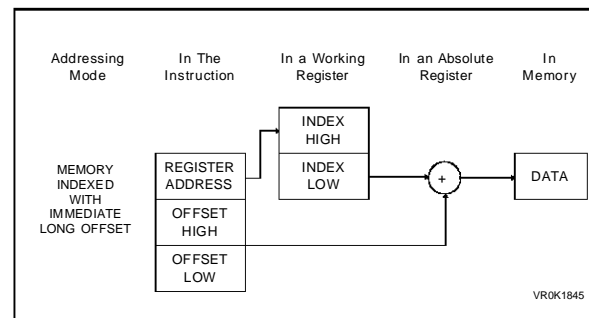 Addressing
Mode
In The
Instruction
In a Working
Register
In an Absolute
Register
In
Memory
MEMORY
INDEXED
WITH
IMMEDIATE
LONG OFFSET
REGISTER
ADDRESS
OFFSET
HIGH
OFFSET
LOW
INDEX
HIGH
INDEX
LOW
+
DATA
VR0K1845